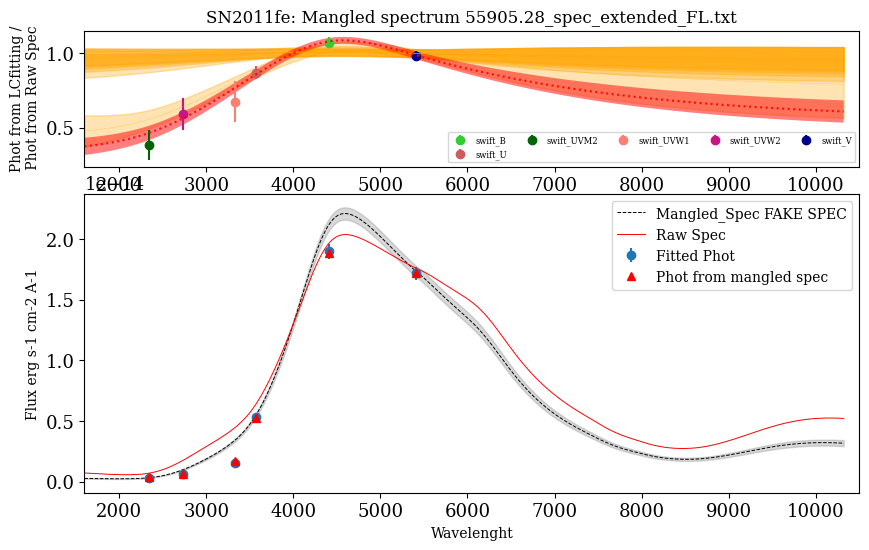 SN2011fe: Mangled spectrum 55905.28_spec_extended_FL.txt
Phot from LCfitting /
Phot from Raw Spec
1.0
0.5
swift_B
swift_UVM2
swift_UVW1
swift_UVW2
swift_V
swift_U
2000 3000 4000 5000 6000 7000 8000 9000 10000
1e−14
Mangled_Spec FAKE SPEC
Raw Spec
Fitted Phot
Phot from mangled spec
Flux erg s-1 cm-2 A-1
2.0
1.5
1.0
0.5
0.0
2000 3000 4000 5000 6000 7000 8000 9000 10000
Wavelenght